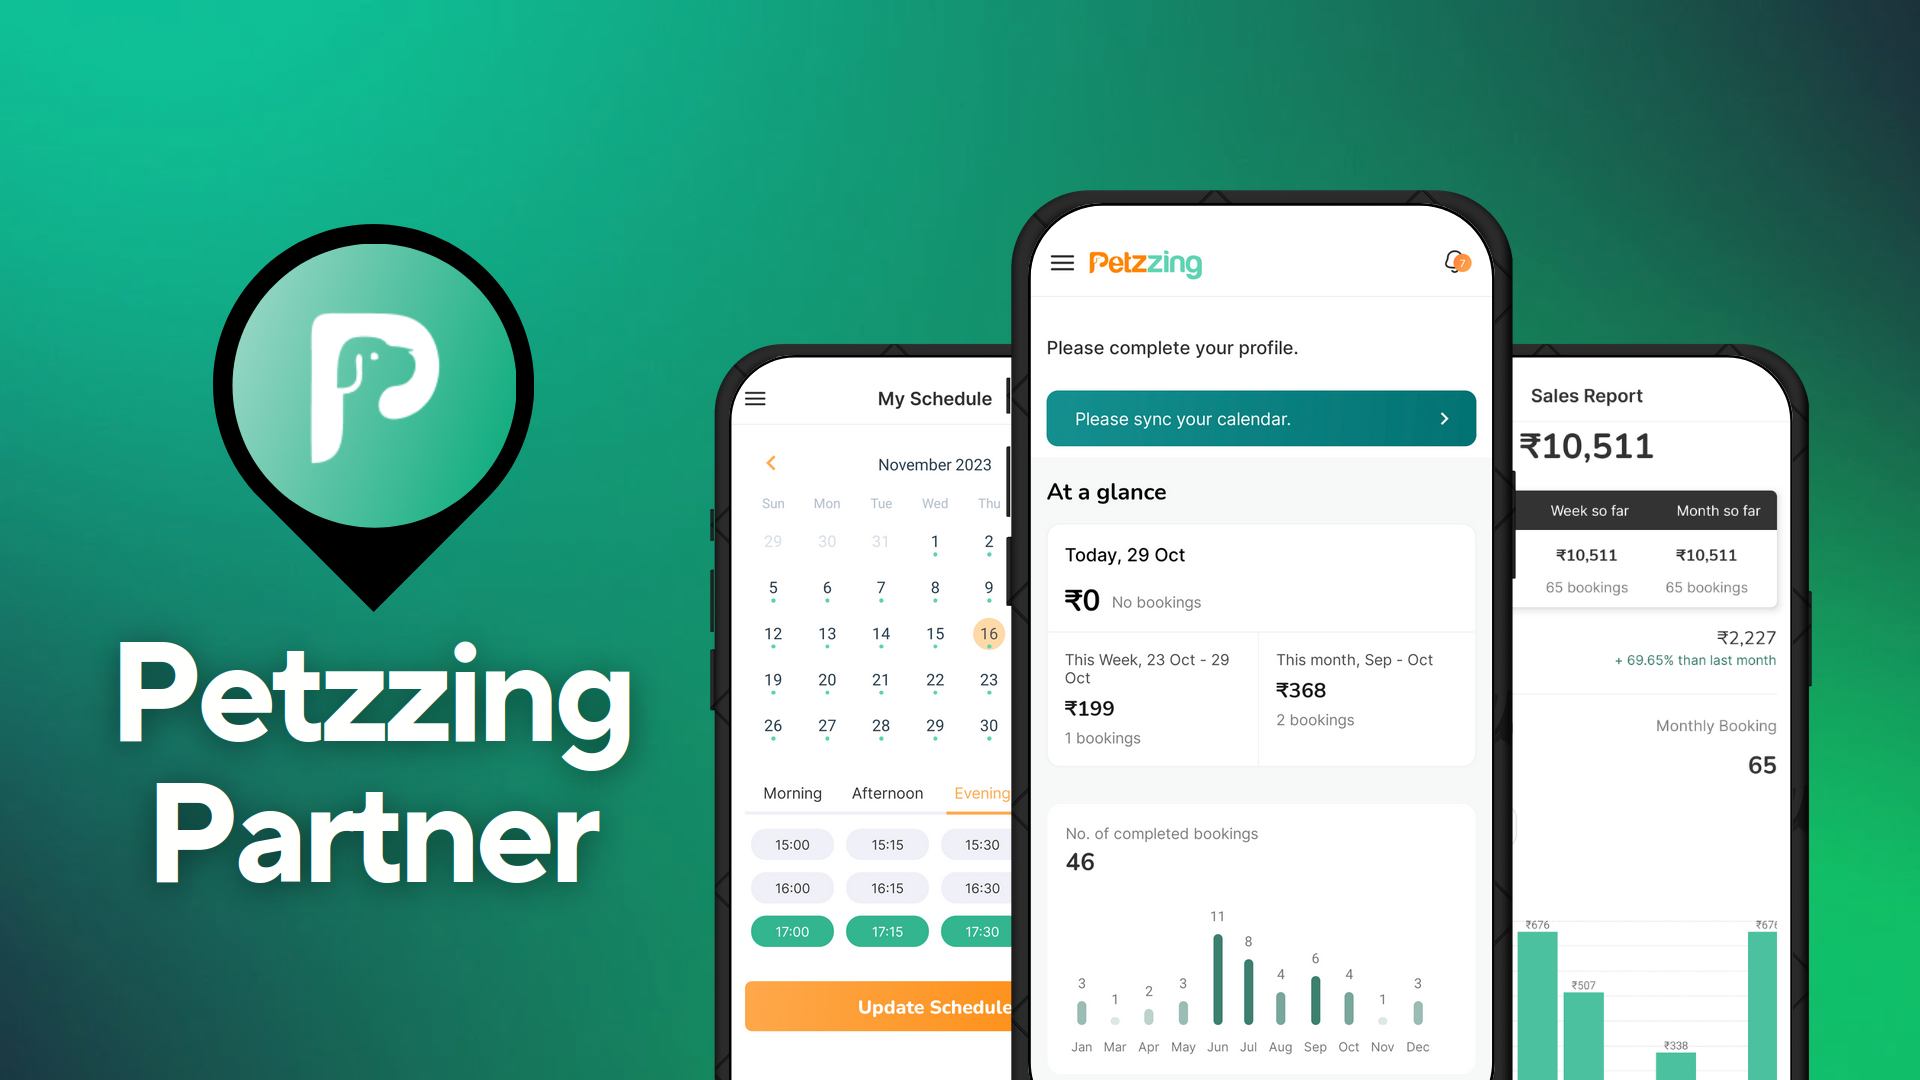 Petzzing
Partner
My Schedule
November 2023
Sun Mon Tue Wed Thu
29 30 31 1 2
5 6 7 8 9
12 13 14 15 16
19 20 21 22 23
26 27 28 29 30
Morning Afternoon Evening
15:00 15:15 15:30
16:00 16:15 16:30
17:00 17:15 17:30
Update Schedule
Petzzing
7
Please complete your profile.
Please sync your calendar.
At a glance
Today, 29 Oct
₹0 No bookings
This Week, 23 Oct - 29
Oct
₹199
1 bookings
This month, Sep - Oct
₹368
2 bookings
No. of completed bookings
46
3 1 2 3 11 8 4 6 4 1 3
Jan Mar Apr May Jun Jul Aug Sep Oct Nov Dec
Sales Report
₹10,511
Week so far Month so far
₹10,511 ₹10,511
65 bookings 65 bookings
₹2,227
+ 69.65% than last month
Monthly Booking
65
₹676 ₹507 ₹338 ₹676